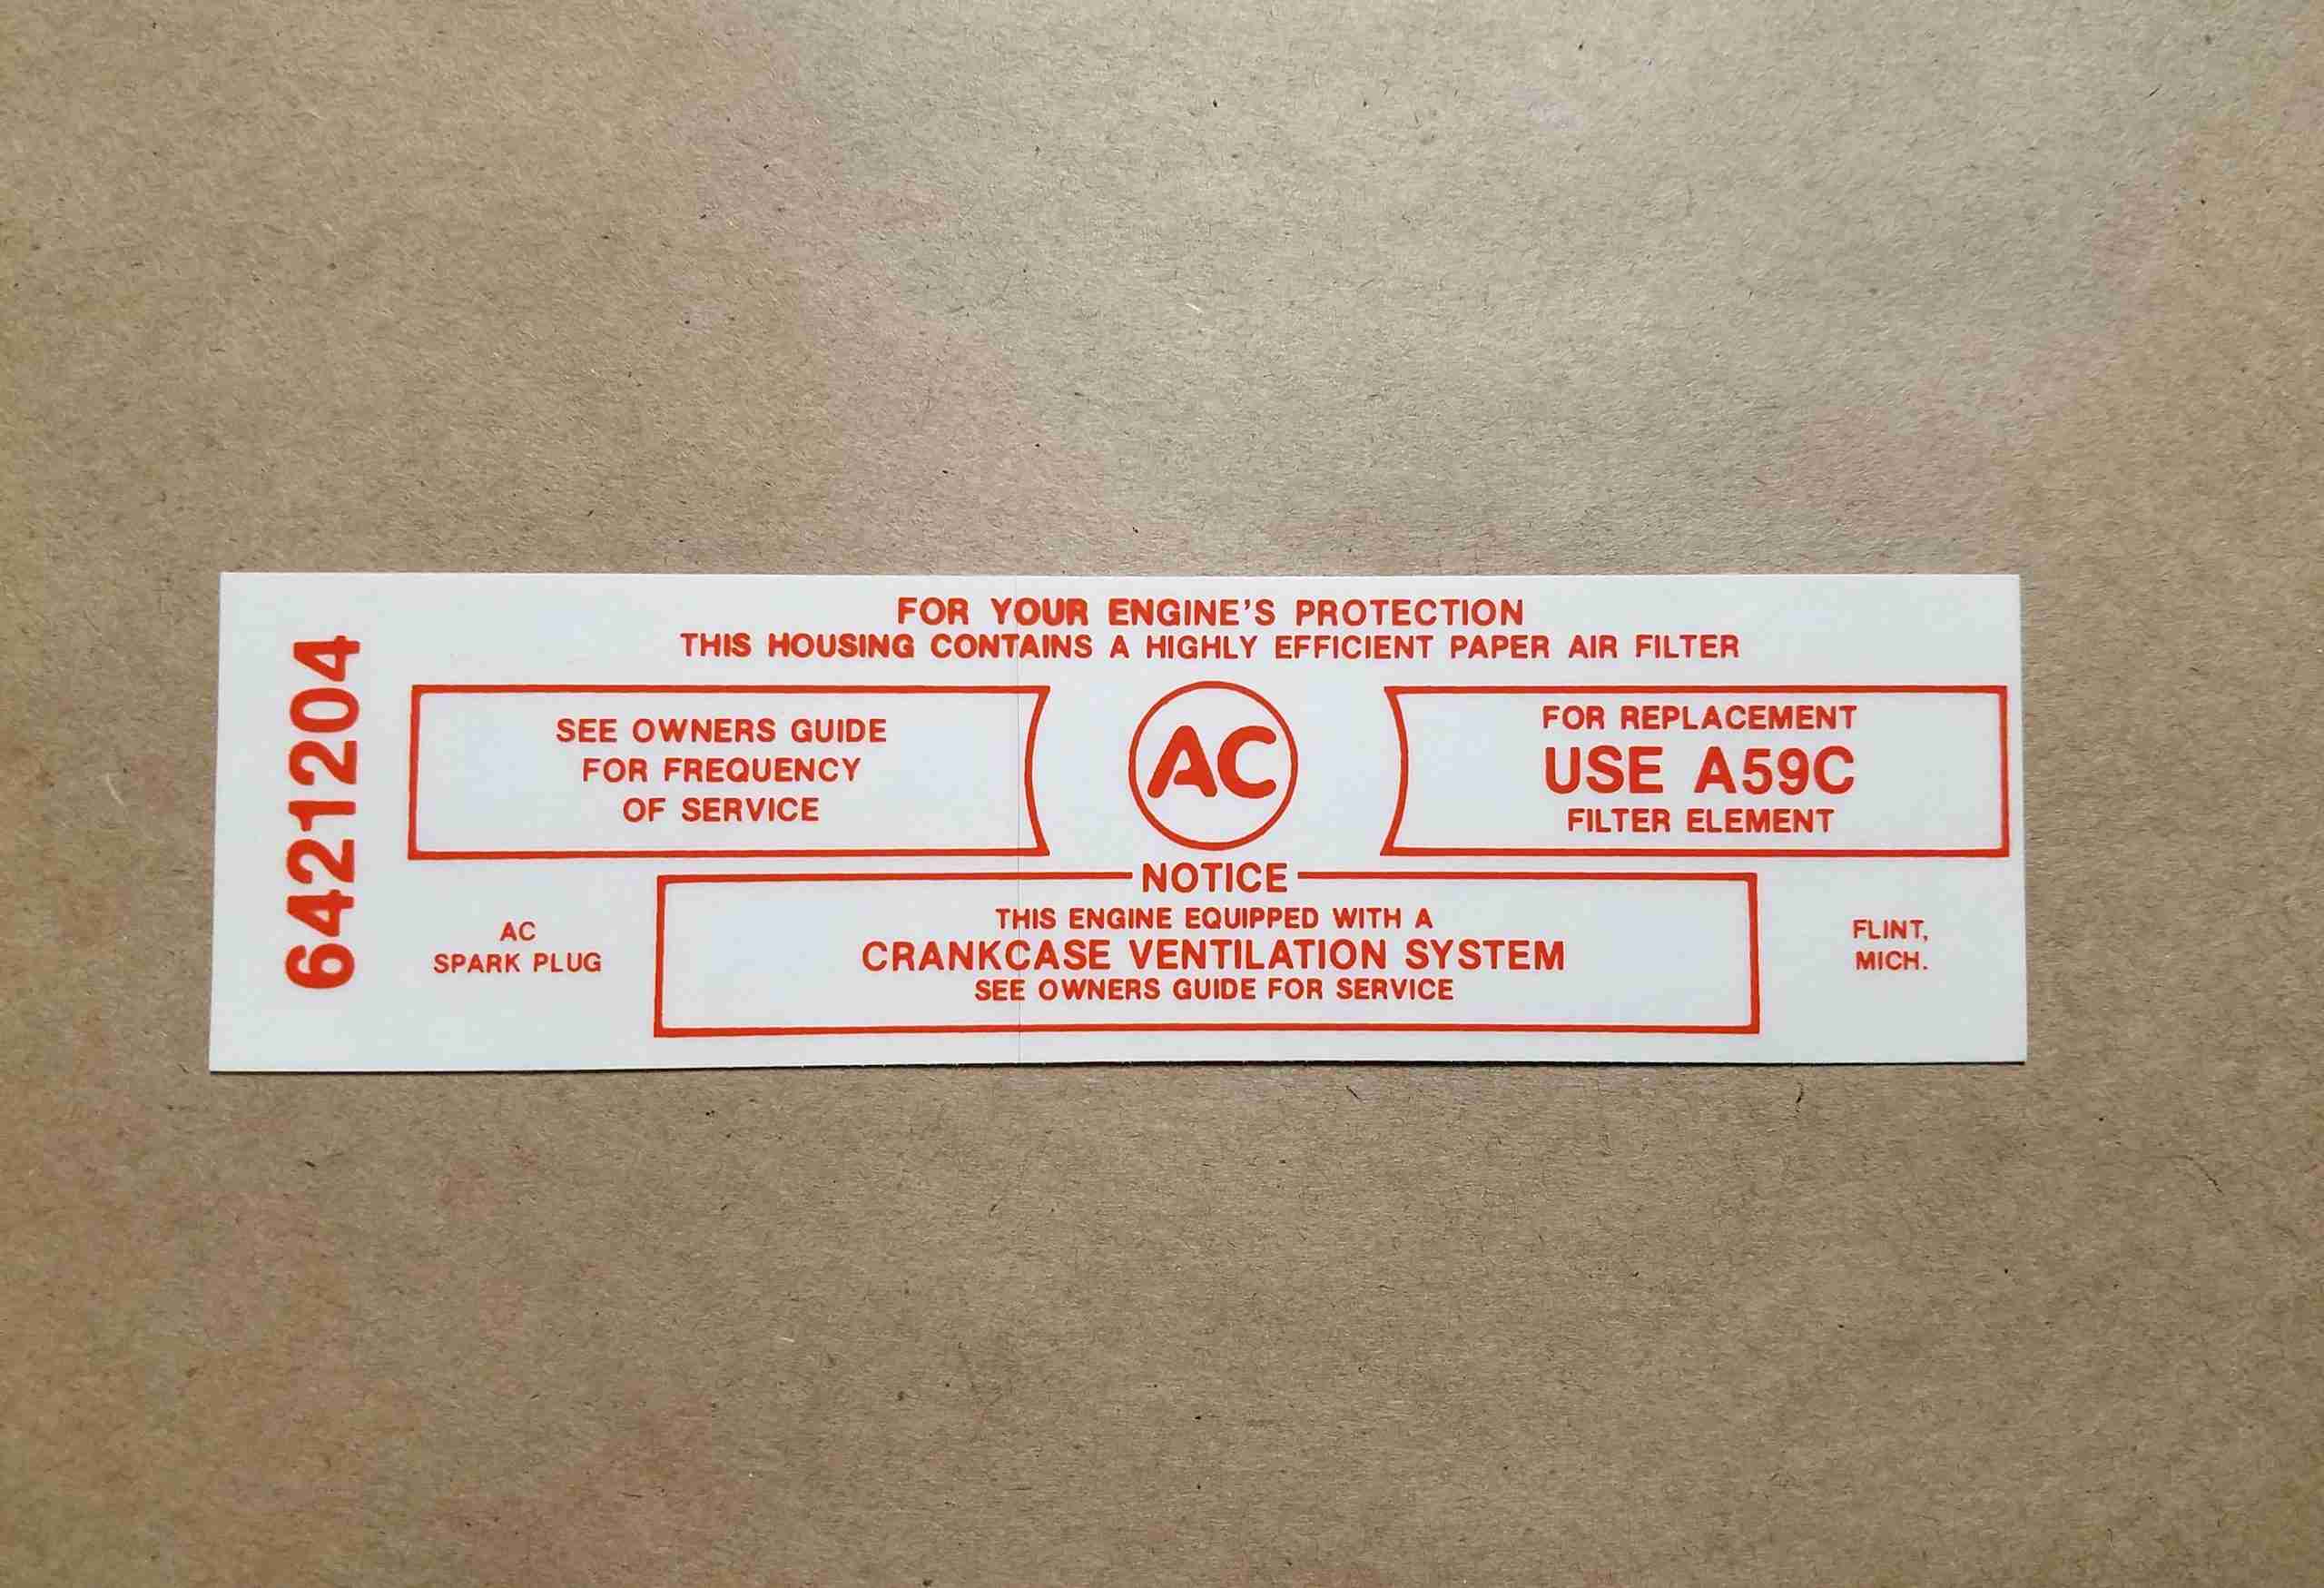 6421204
FOR YOUR ENGINE'S PROTECTION
THIS HOUSING CONTAINS A HIGHLY EFFICIENT PAPER AIR FILTER
SEE OWNERS GUIDE
FOR FREQUENCY
OF SERVICE
AC
FOR REPLACEMENT
USE A59C
FILTER ELEMENT
AC
SPARK PLUG
NOTICE
THIS ENGINE EQUIPPED WITH A
CRANKCASE VENTILATION SYSTEM
SEE OWNERS GUIDE FOR SERVICE
FLINT,
MICH.